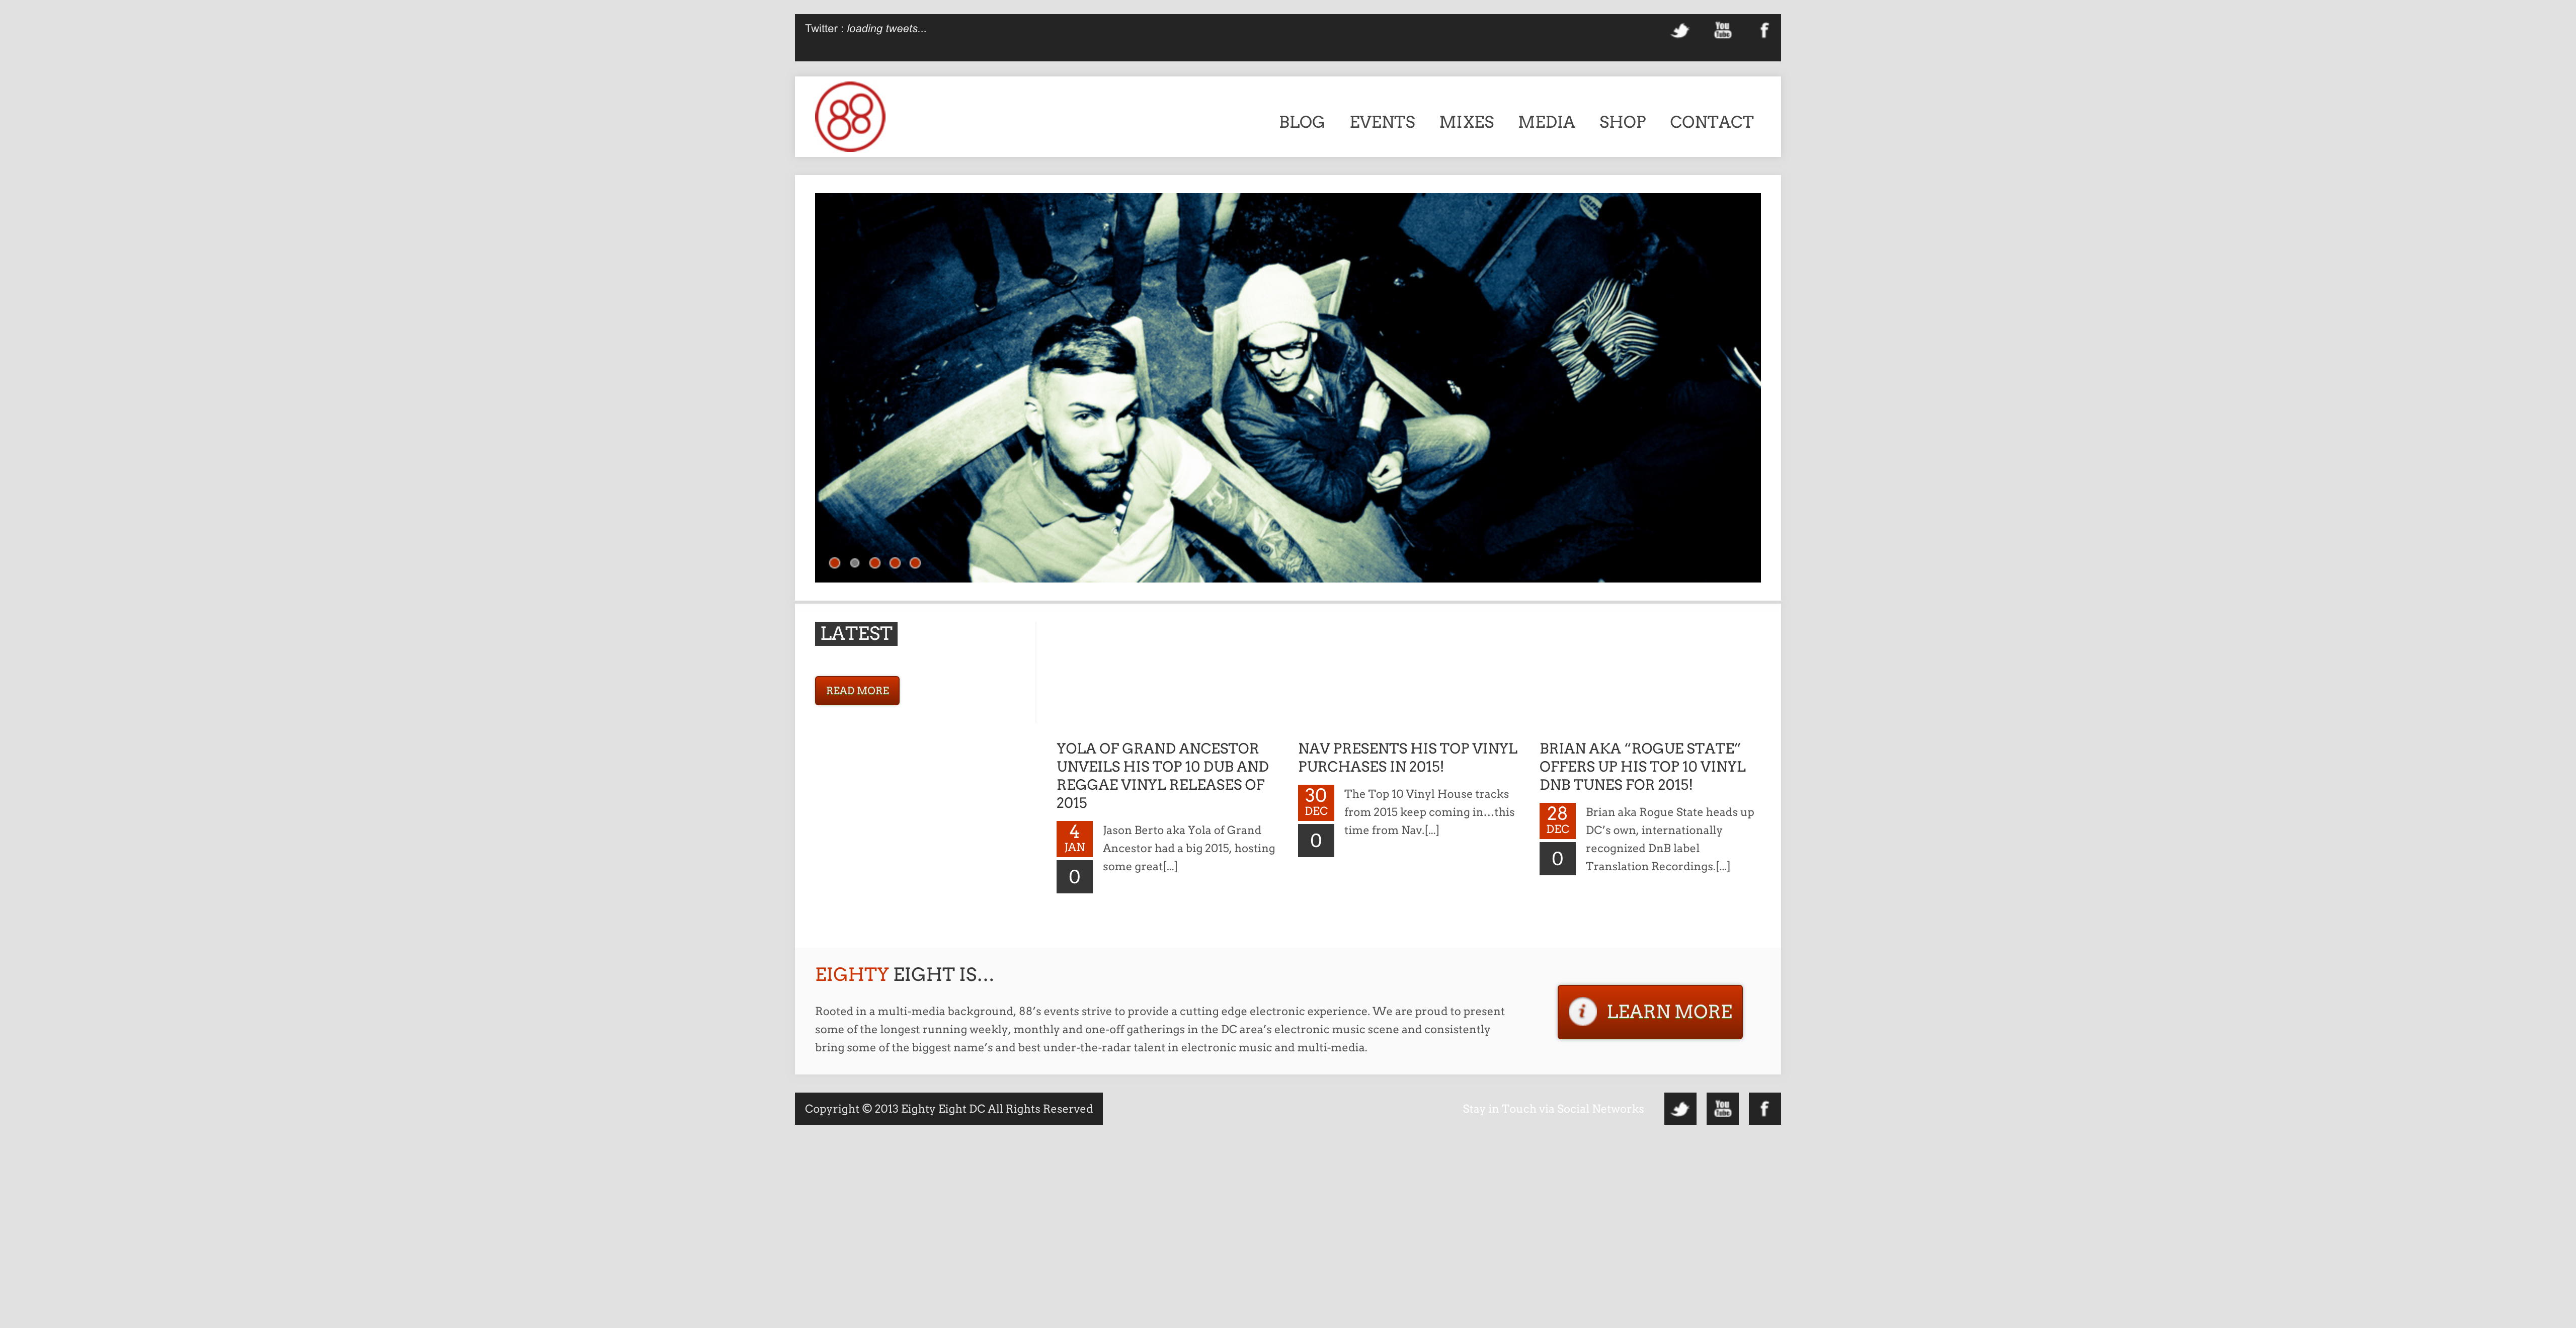 Twitter : loading tweets...
You
Tube
f
88
BLOG EVENTS MIXES MEDIA SHOP CONTACT
LATEST
READ MORE
YOLA OF GRAND ANCESTOR
UNVEILS HIS TOP 10 DUB AND
REGGAE VINYL RELEASES OF
2015
4
JAN
0
Jason Berto aka Yola of Grand
Ancestor had a big 2015, hosting
some great[...]
NAV PRESENTS HIS TOP VINYL
PURCHASES IN 2015!
30
DEC
0
The Top 10 Vinyl House tracks
from 2015 keep coming in…this
time from Nav.[...]
BRIAN AKA “ROGUE STATE”
OFFERS UP HIS TOP 10 VINYL
DNB TUNES FOR 2015!
28
DEC
0
Brian aka Rogue State heads up
DC’s own, internationally
recognized DnB label
Translation Recordings.[...]
EIGHTY EIGHT IS…
Rooted in a multi-media background, 88’s events strive to provide a cutting edge electronic experience. We are proud to present
some of the longest running weekly, monthly and one-off gatherings in the DC area’s electronic music scene and consistently
bring some of the biggest name’s and best under-the-radar talent in electronic music and multi-media.
i LEARN MORE
Copyright © 2013 Eighty Eight DC All Rights Reserved
Stay in Touch via Social Networks
You
Tube
f